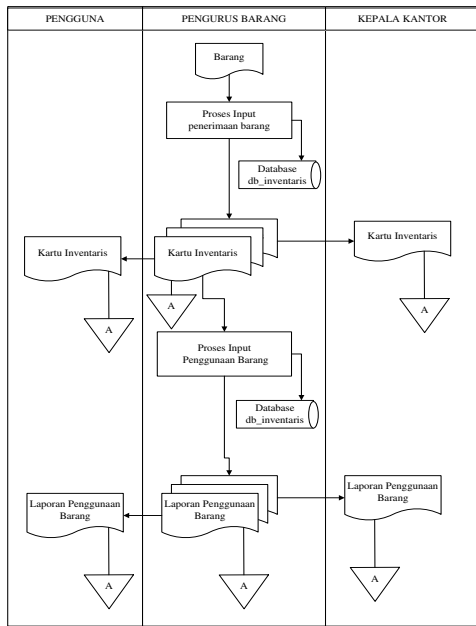 PENGGUNA
PENGURUS BARANG
KEPALA KANTOR
Barang
Proses Input
penerimaan barang
Database
db_inventaris
Kartu Inventaris
Kartu Inventaris
Kartu Inventaris
A
A
A
Proses Input
Penggunaan Barang
Database
db_inventaris
Laporan Penggunaan
Barang
Laporan Penggunaan
Barang
Laporan Penggunaan
Barang
A
A
A